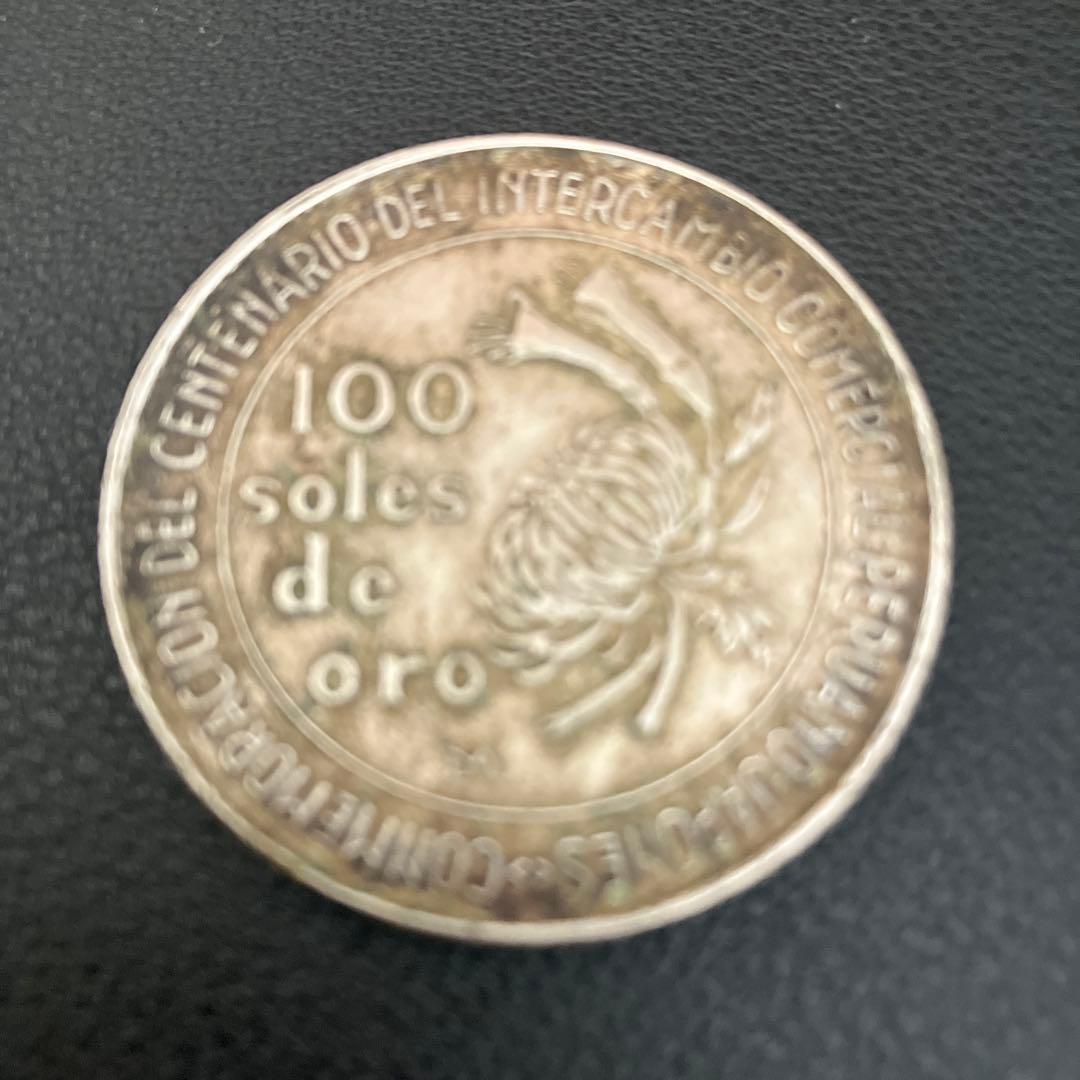 CONMEMORACION DEL CENTENARIO DEL INTERCAMBIO COMERCIAL PERUANO JAPONES
100
soles
de
oro